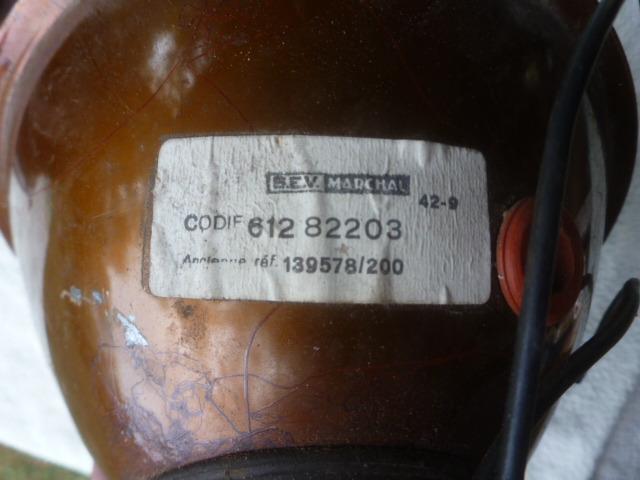 S.E.V. MARCHAL
42-9
CODIF 612 82203
Ancienne réf. 139578/200